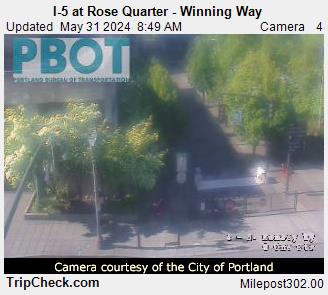 I-5 at Rose Quarter - Winning Way
Updated May 31 2024 8:49 AM Camera 4
PBOT
PORTLAND BUREAU OF TRANSPORTATION
Camera courtesy of the City of Portland
TripCheck.com Milepost302.00